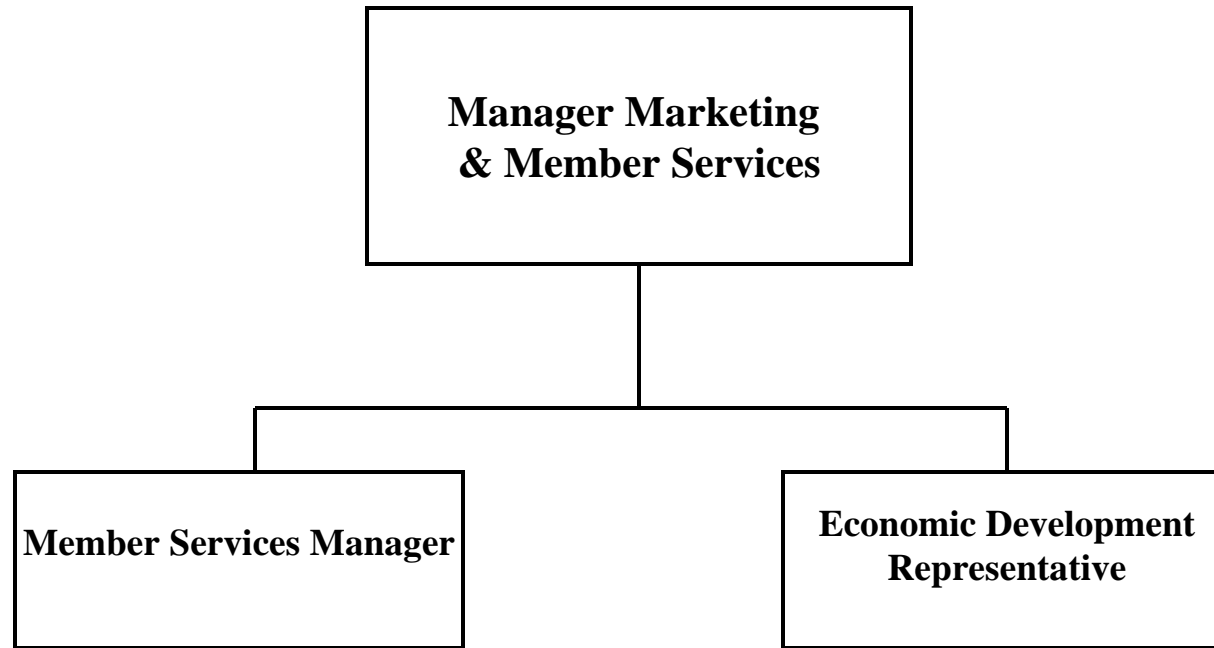 Manager Marketing
& Member Services
Member Services Manager
Economic Development
Representative